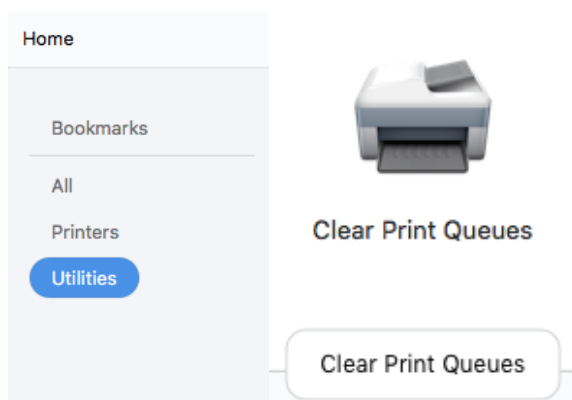 Home
Bookmarks
All
Printers
Utilities
Clear Print Queues
Clear Print Queues